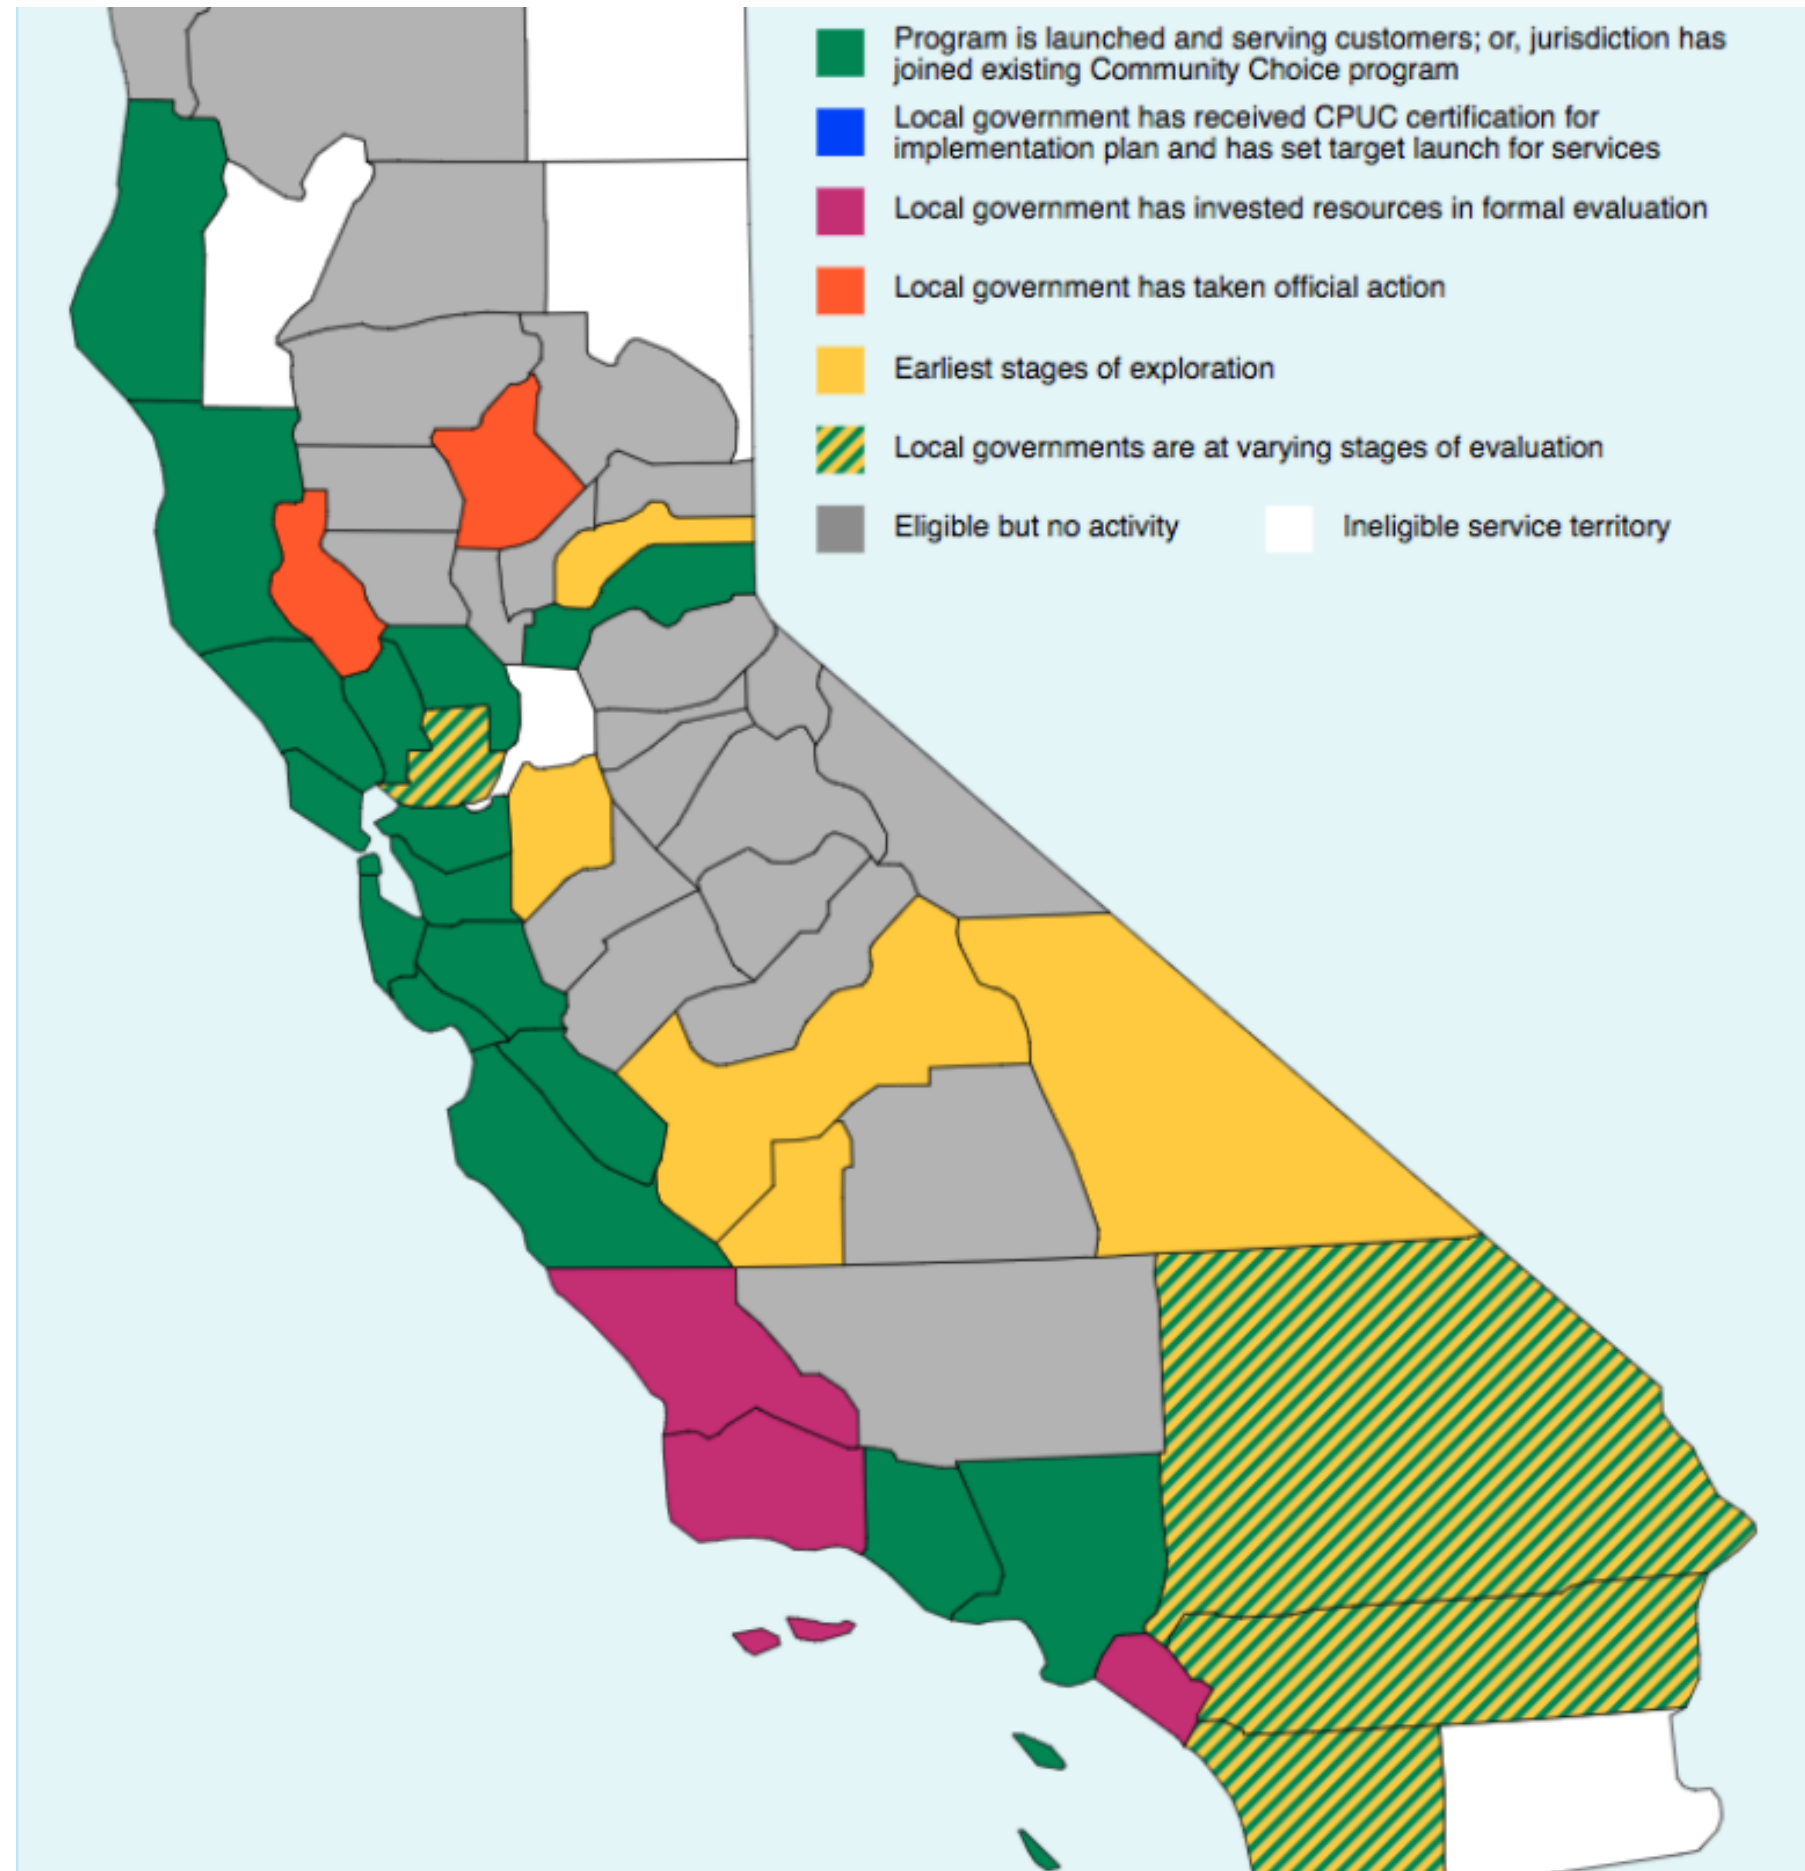 Program is launched and serving customers; or, jurisdiction has
joined existing Community Choice program
Local government has received CPUC certification for
implementation plan and has set target launch for services
Local government has invested resources in formal evaluation
Local government has taken official action
Earliest stages of exploration
Local governments are at varying stages of evaluation
Eligible but no activity
Ineligible service territory